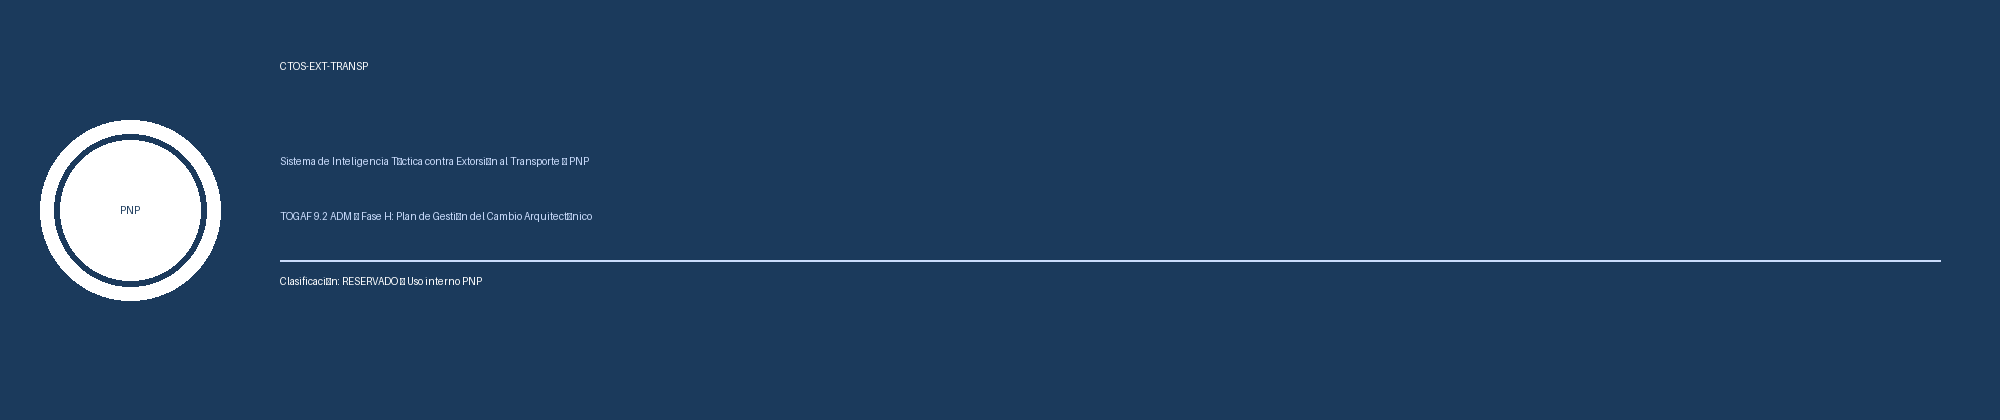 CTOS-EXT-TRANSP
Sistema de Inteligencia T□ctica contra Extorsi□n al Transporte □ PNP
PNP
TOGAF 9.2 ADM □ Fase H: Plan de Gesti□n del Cambio Arquitect□nico
Clasificaci□n: RESERVADO □ Uso interno PNP